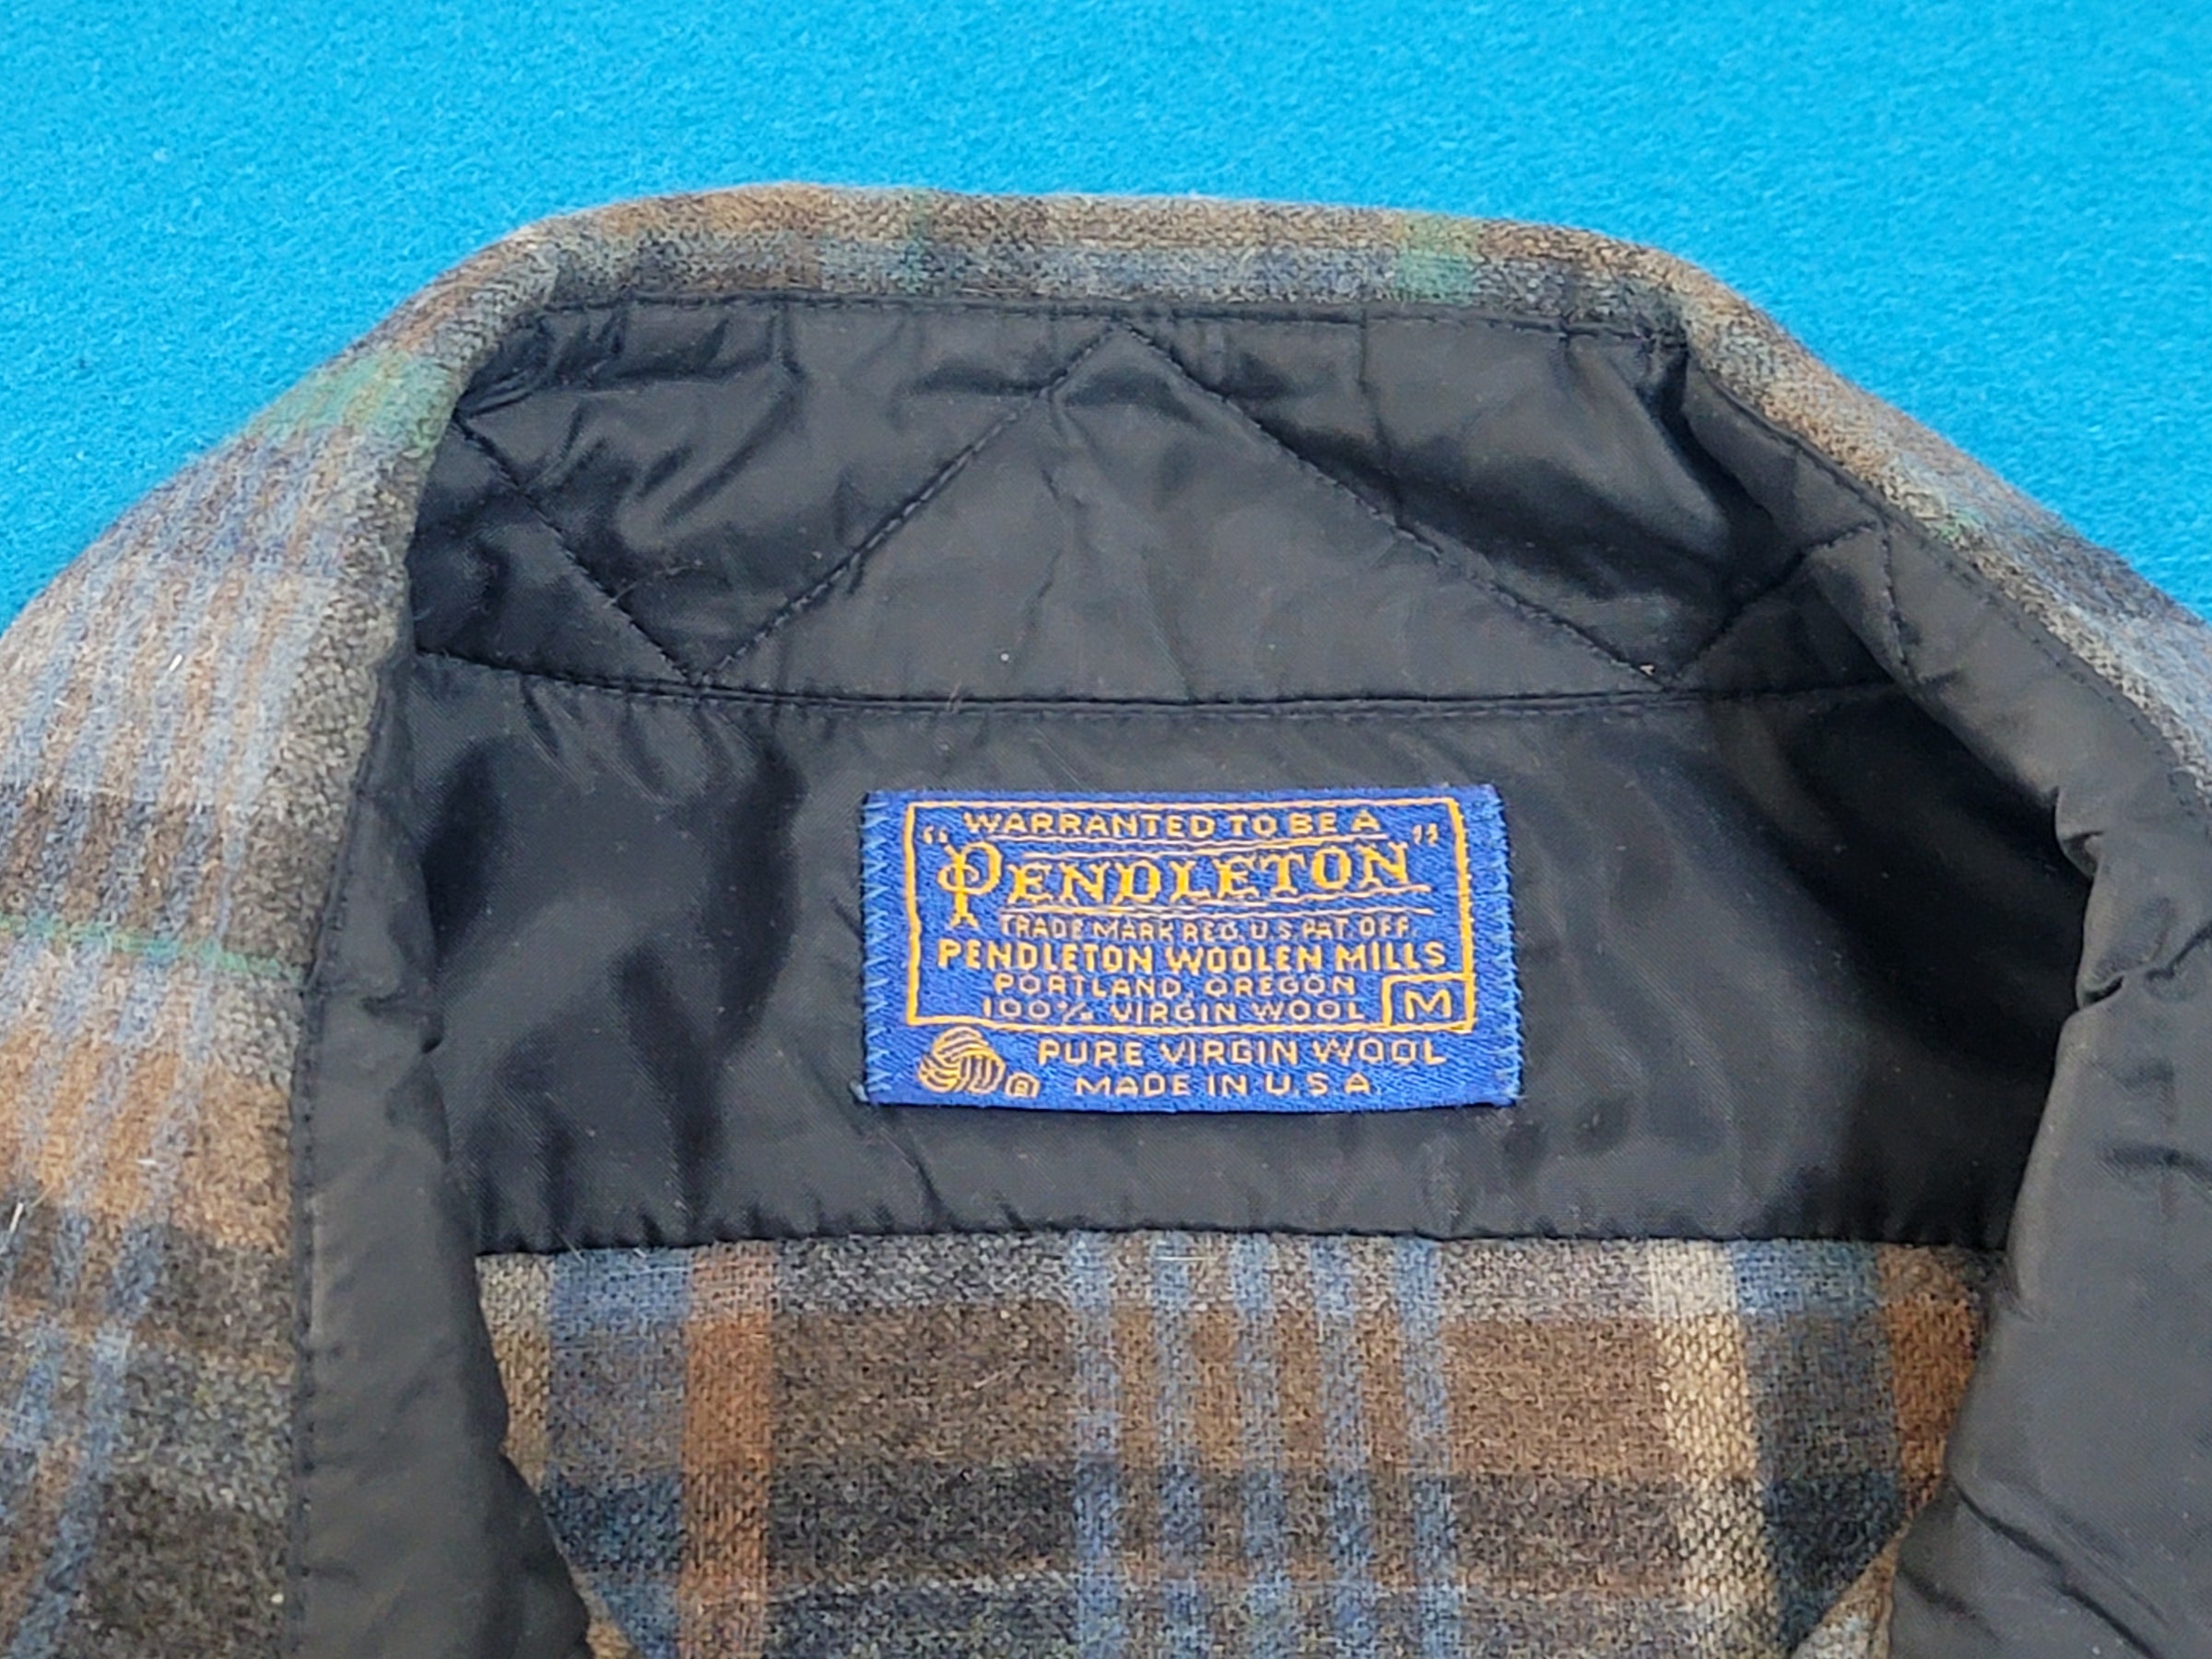 WARRANTED TO BE A
"PENDLETON"
TRADE MARK REG. U.S. PAT. OFF.
PENDLETON WOOLEN MILLS
PORTLAND, OREGON
100% VIRGIN WOOL M
PURE VIRGIN WOOL
® MADE IN U.S.A.